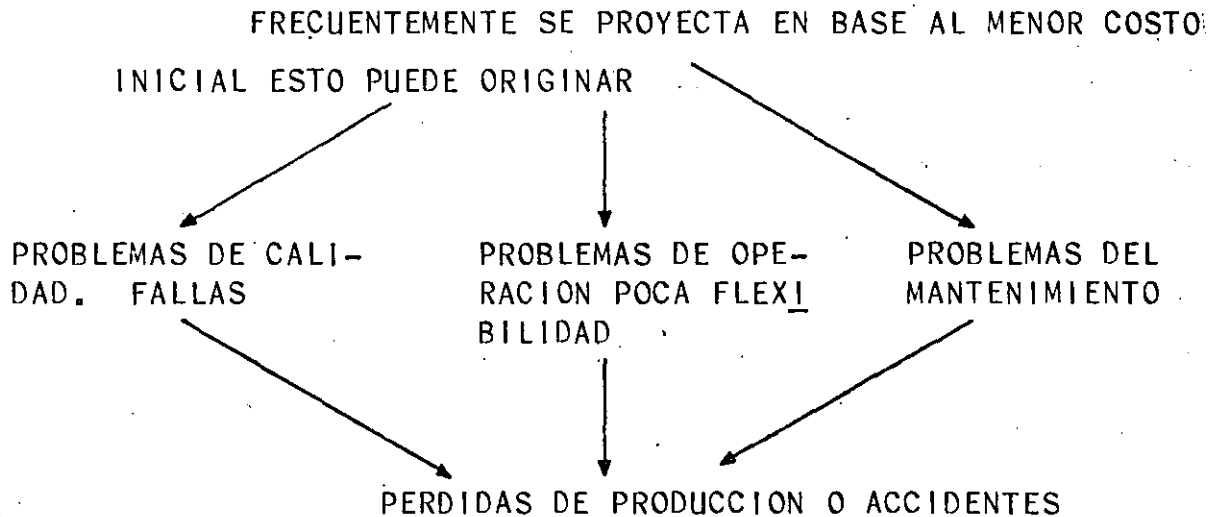 FRECUENTEMENTE SE PROYECTA EN BASE AL MENOR COSTO
INICIAL ESTO PUEDE ORIGINAR
PROBLEMAS DE CALI-
DAD. FALLAS
PROBLEMAS DE OPE-
RACION POCA FLEXI
BILIDAD
PROBLEMAS DEL
MANTENIMIENTO
PERDIDAS DE PRODUCCION O ACCIDENTES